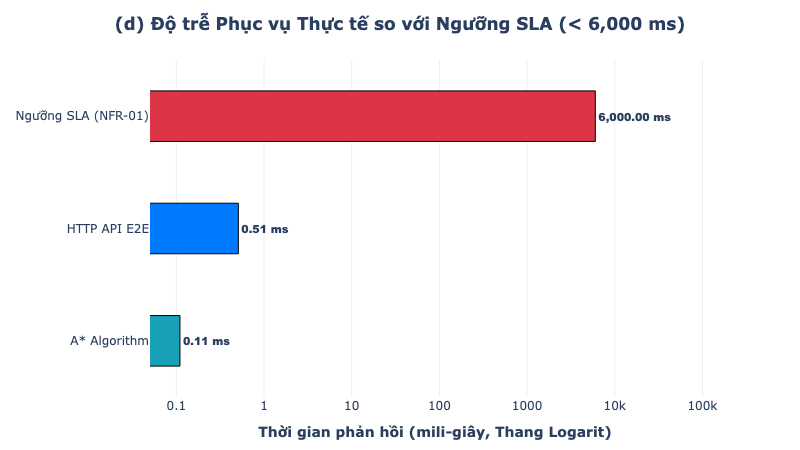 (d) Độ trễ Phục vụ Thực tế so với Ngưỡng SLA (< 6,000 ms)
Ngưỡng SLA (NFR-01)
6,000.00 ms
HTTP API E2E
0.51 ms
A* Algorithm
0.11 ms
0.1 1 10 100 1000 10k 100k
Thời gian phản hồi (mili-giây, Thang Logarit)